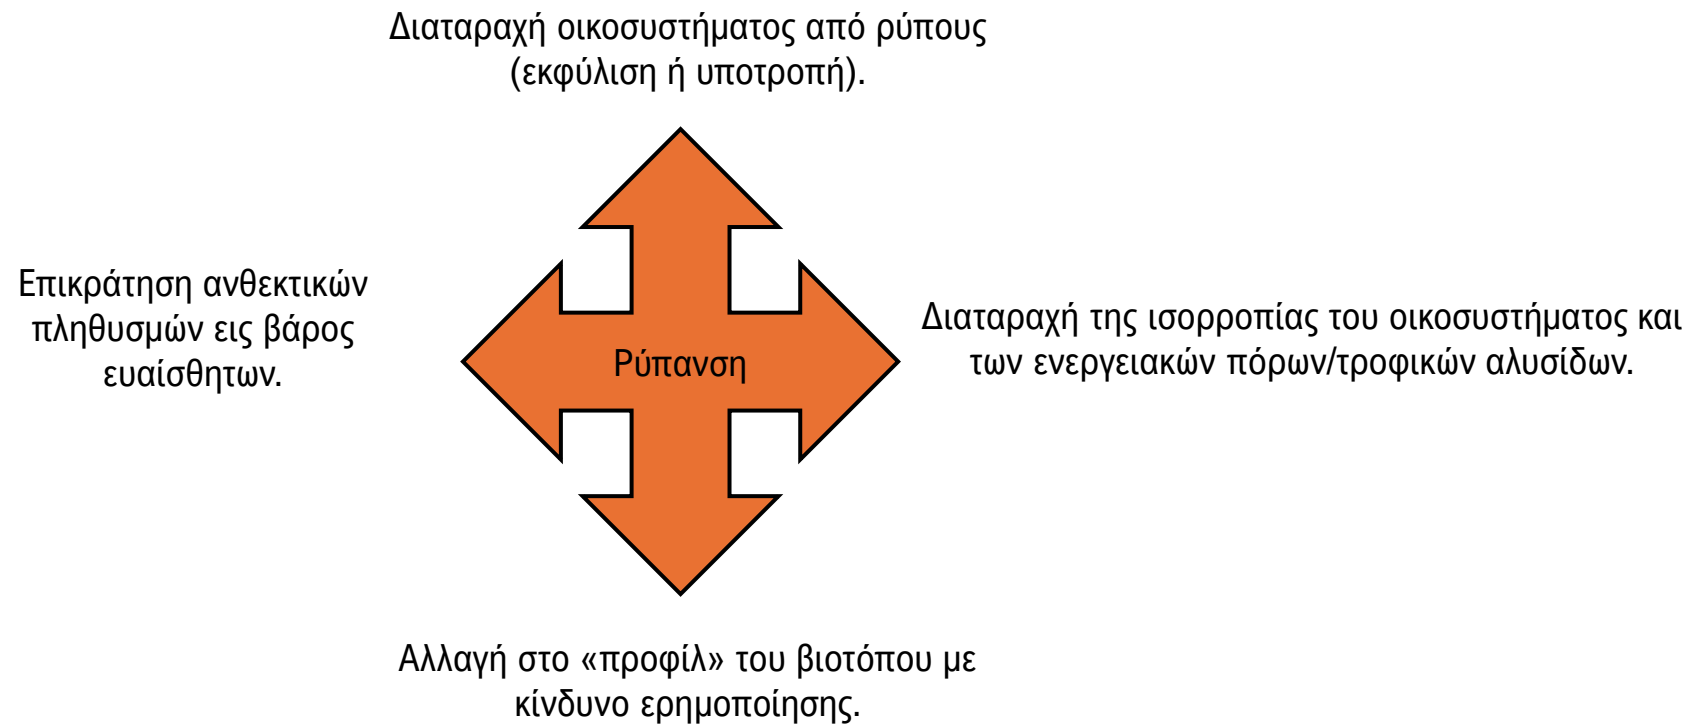 Διαταραχή οικοσυστήματος από ρύπους
(εκφύλιση ή υποτροπή).
Επικράτηση ανθεκτικών
πληθυσμών εις βάρος
ευαίσθητων.
Ρύπανση
Διαταραχή της ισορροπίας του οικοσυστήματος και
των ενεργειακών πόρων/τροφικών αλυσίδων.
Αλλαγή στο «προφίλ» του βιοτόπου με
κίνδυνο ερημοποίησης.